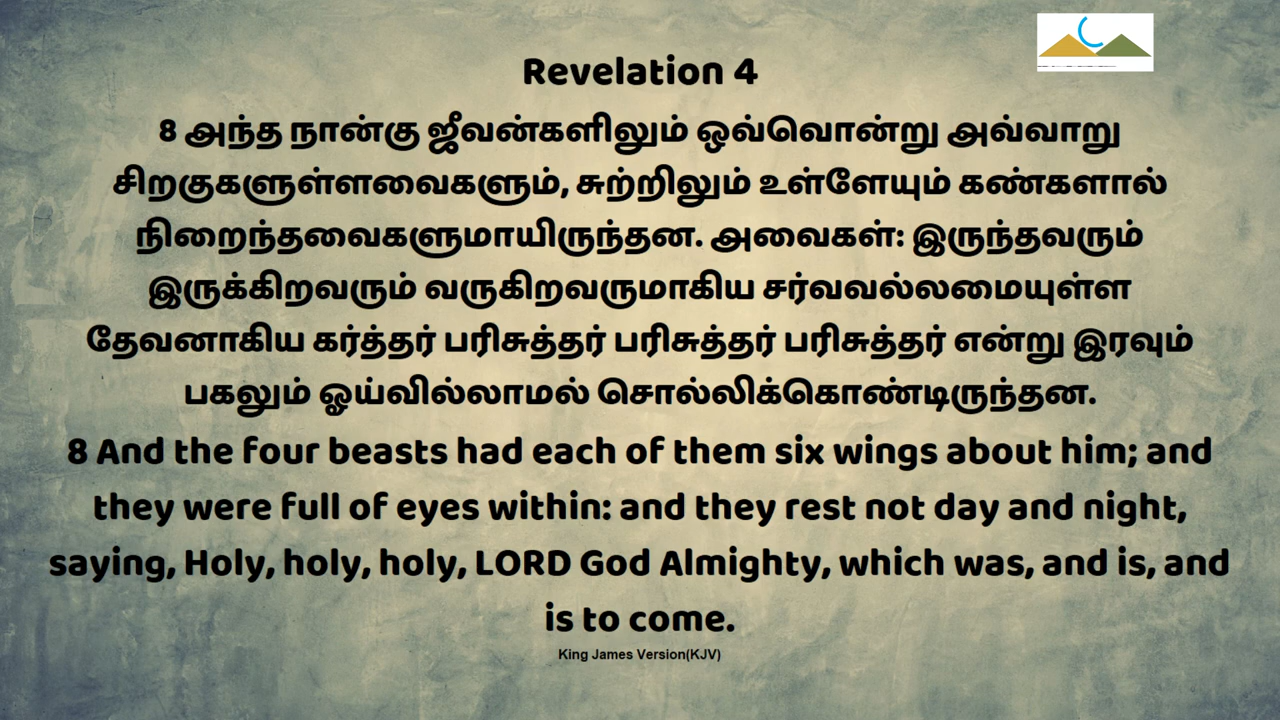 Revelation 4
8 அந்த நான்கு ஜீவன்களிலும் ஒவ்வொன்று அவ்வாறு
சிறகுகளுள்ளவைகளும், சுற்றிலும் உள்ளேயும் கண்களால்
நிறைந்தவைகளுமாயிருந்தன. அவைகள்: இருந்தவரும்
இருக்கிறவரும் வருகிறவருமாகிய சர்வவல்லமையுள்ள
தேவனாகிய கர்த்தர் பரிசுத்தர் பரிசுத்தர் பரிசுத்தர் என்று இரவும்
பகலும் ஓய்வில்லாமல் சொல்லிக்கொண்டிருந்தன.
8 And the four beasts had each of them six wings about him; and
they were full of eyes within: and they rest not day and night,
saying, Holy, holy, holy, LORD God Almighty, which was, and is, and
is to come.
King James Version(KJV)